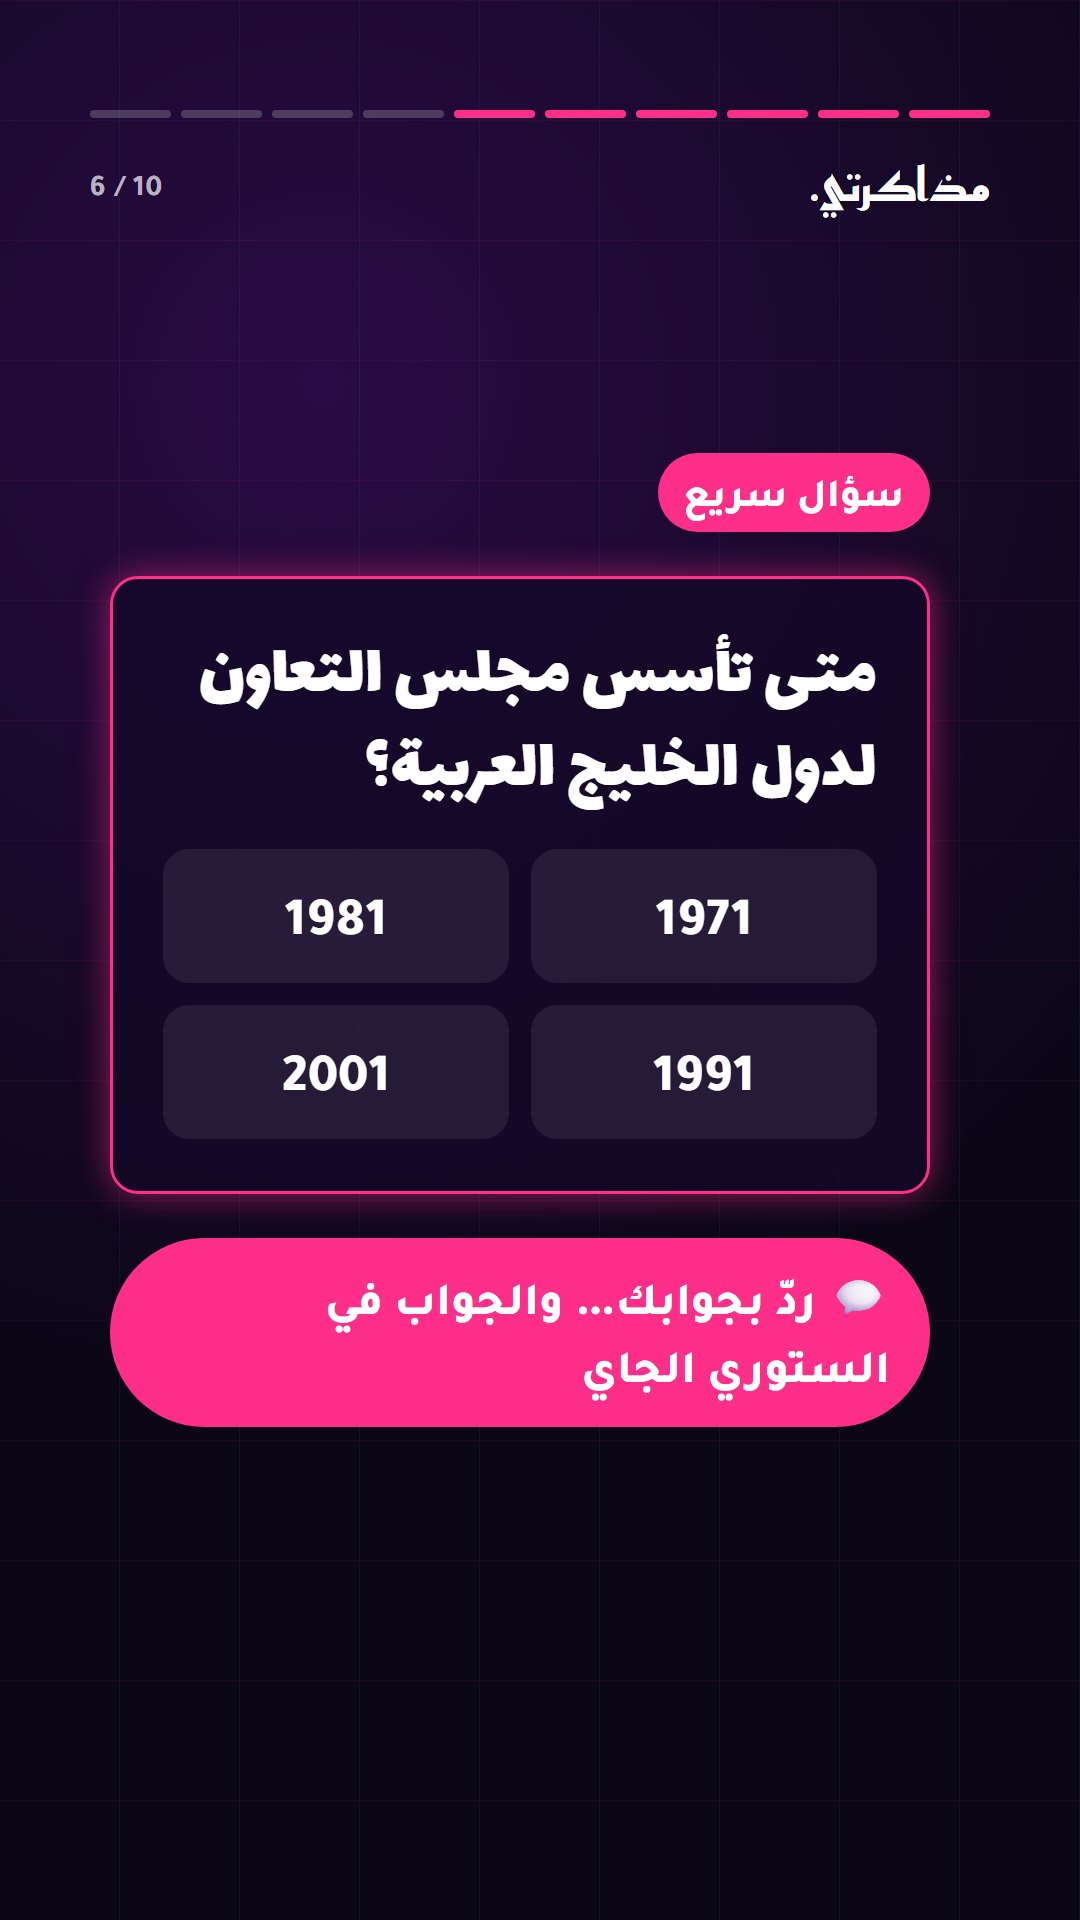 مذاكرتي.
6 / 10
سؤال سريع
متى تأسس مجلس التعاون
لدول الخليج العربية؟
1971
1981
1991
2001
💬 ردّ بجوابك... والجواب في
الستوري الجاي